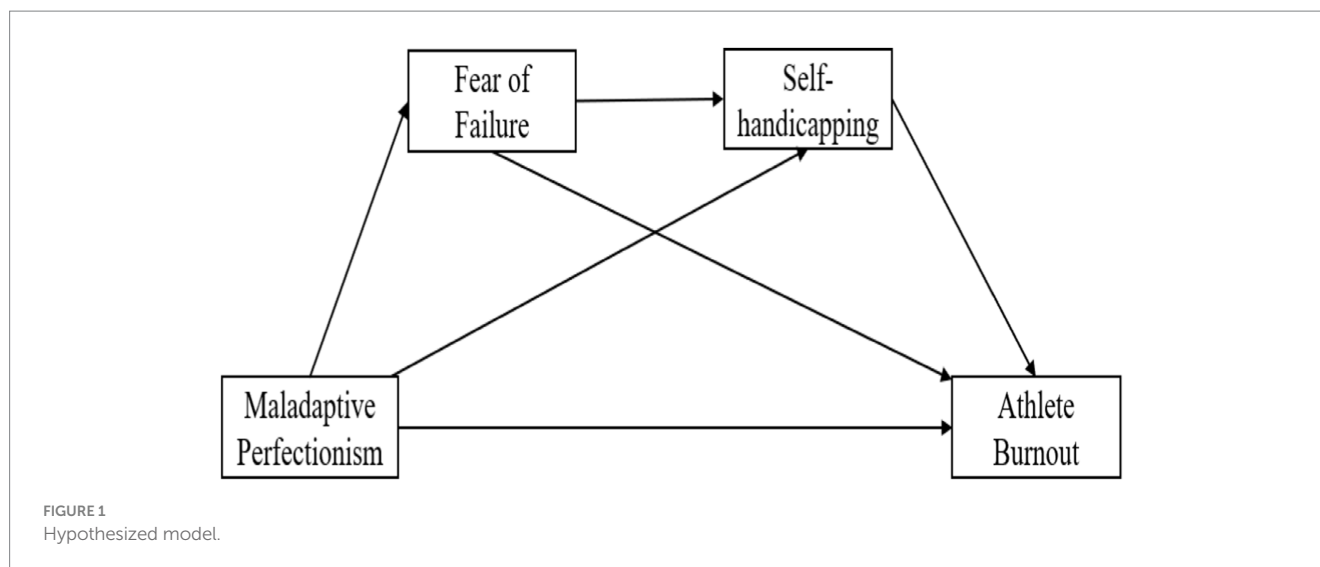 Fear of
Failure
Self-
handicapping
Maladaptive
Perfectionism
Athlete
Burnout
FIGURE 1
Hypothesized model.